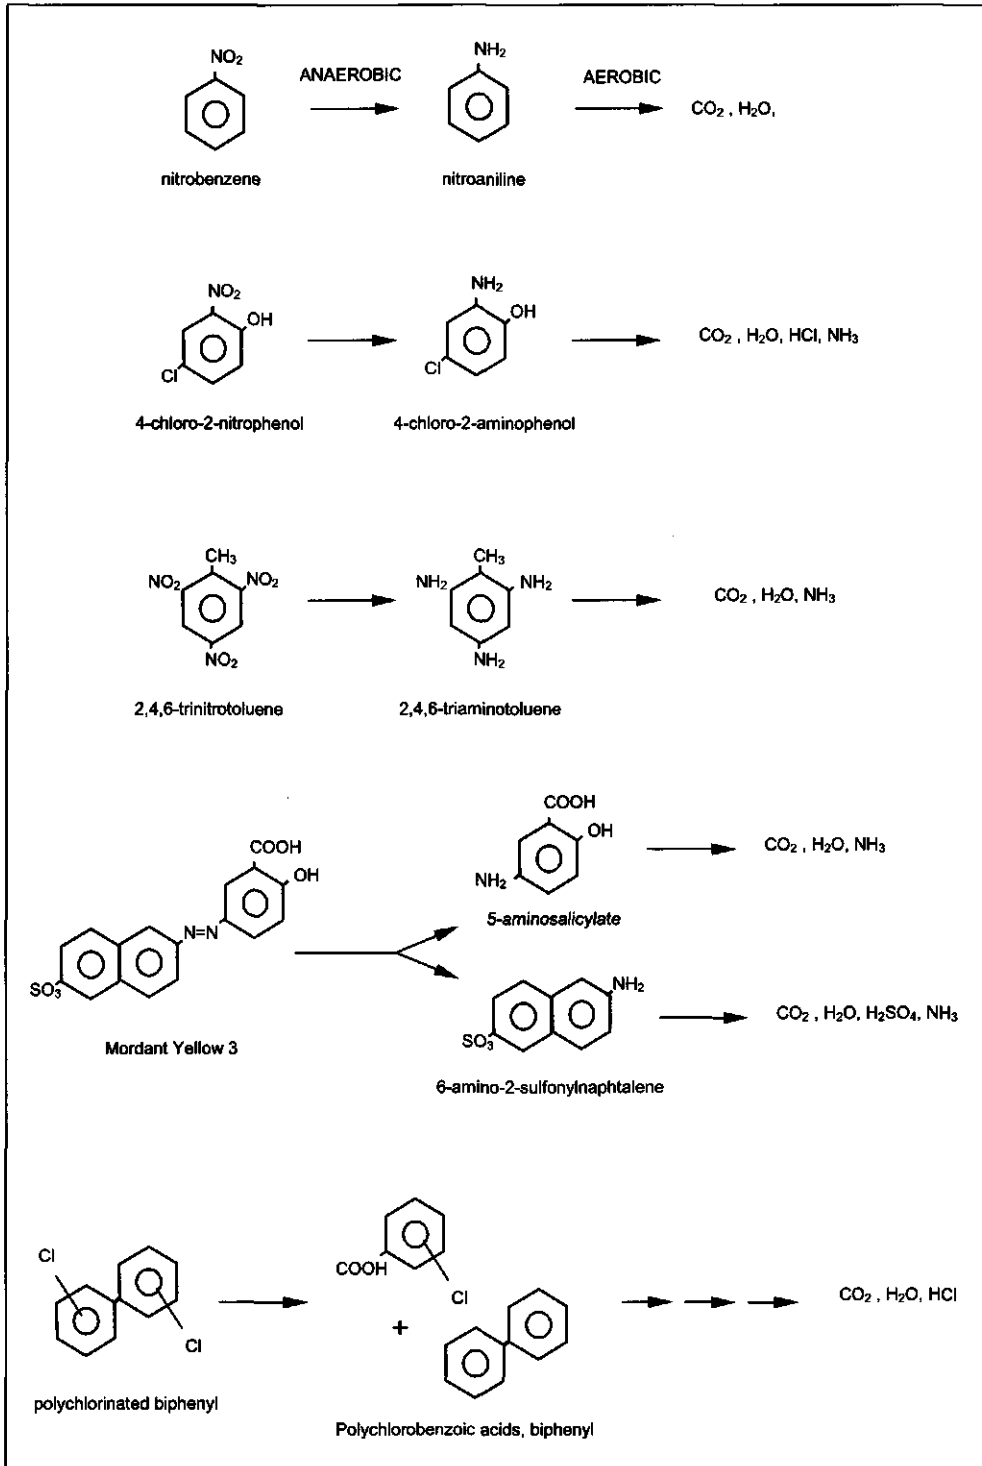 NO₂
ANAEROBIC
NH₂
AEROBIC
CO₂ , H₂O,
nitrobenzene
nitroaniline
NO₂
OH
Cl
NH₂
OH
Cl
CO₂ , H₂O, HCl, NH₃
4-chloro-2-nitrophenol
4-chloro-2-aminophenol
CH₃
NO₂
NO₂
NO₂
CH₃
NH₂
NH₂
NH₂
CO₂ , H₂O, NH₃
2,4,6-trinitrotoluene
2,4,6-triaminotoluene
COOH
OH
N=N
SO₃
Mordant Yellow 3
COOH
OH
NH₂
5-aminosalicylate
CO₂ , H₂O, NH₃
NH₂
SO₃
6-amino-2-sulfonylnaphtalene
CO₂ , H₂O, H₂SO₄, NH₃
Cl
Cl
polychlorinated biphenyl
COOH
Cl
+
Polychlorobenzoic acids, biphenyl
CO₂ , H₂O, HCl